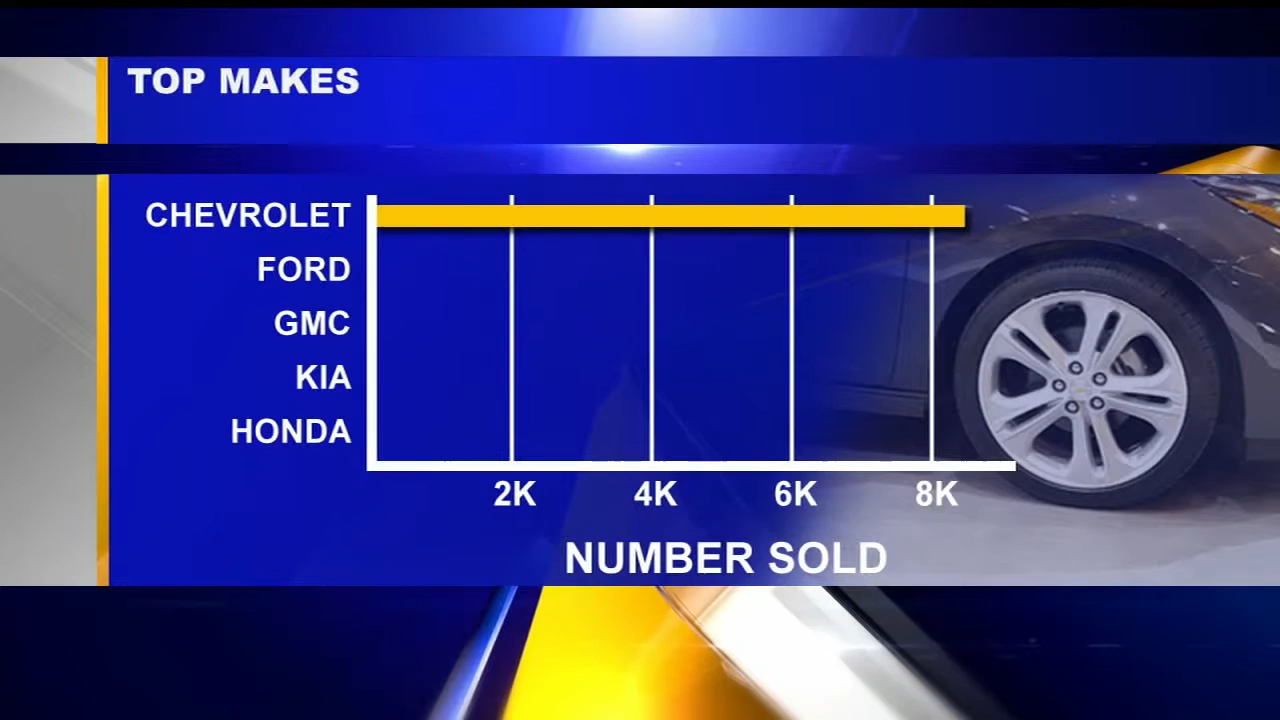 TOP MAKES
CHEVROLET
FORD
GMC
KIA
HONDA
2K 4K 6K 8K
NUMBER SOLD